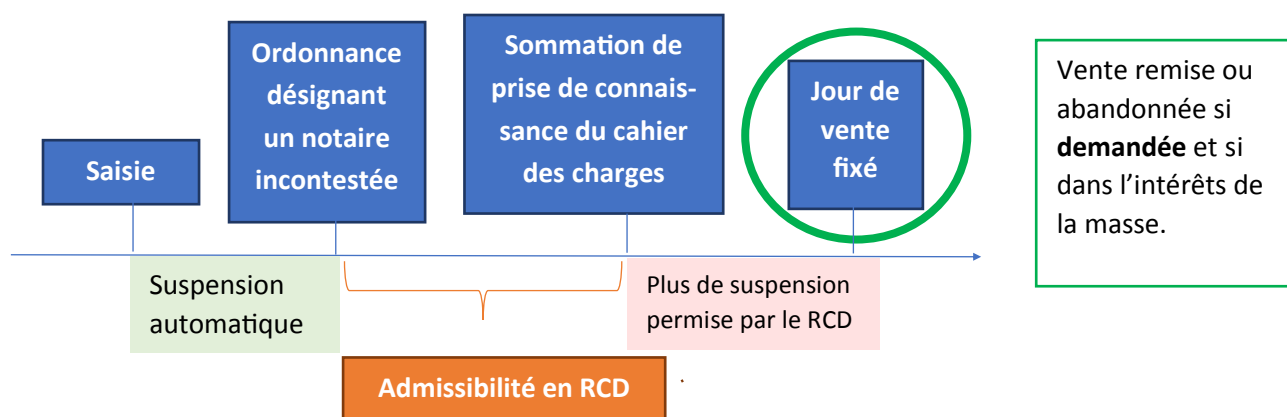 Saisie
Ordonnance
désignant
un notaire
incontestée
Sommation de
prise de connais-
sance du cahier
des charges
Jour de
vente
fixé
Vente remise ou
abandonnée si
demandée et si
dans l’intérêts de
la masse.
Suspension
automatique
Plus de suspension
permise par le RCD
Admissibilité en RCD
.